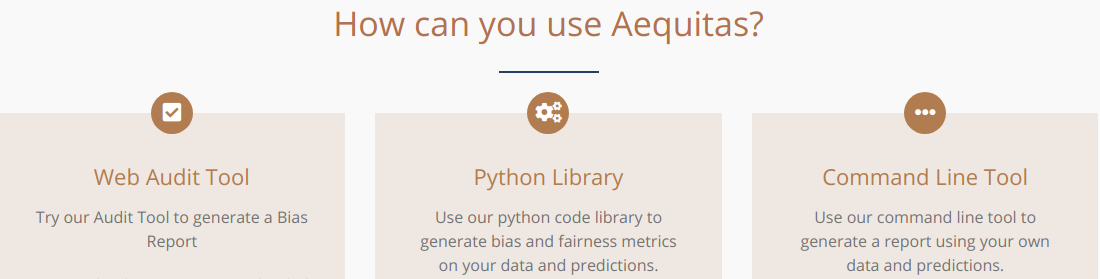 How can you use Aequitas?
Web Audit Tool
Try our Audit Tool to generate a Bias
Report
Python Library
Use our python code library to
generate bias and fairness metrics
on your data and predictions.
Command Line Tool
Use our command line tool to
generate a report using your own
data and predictions.